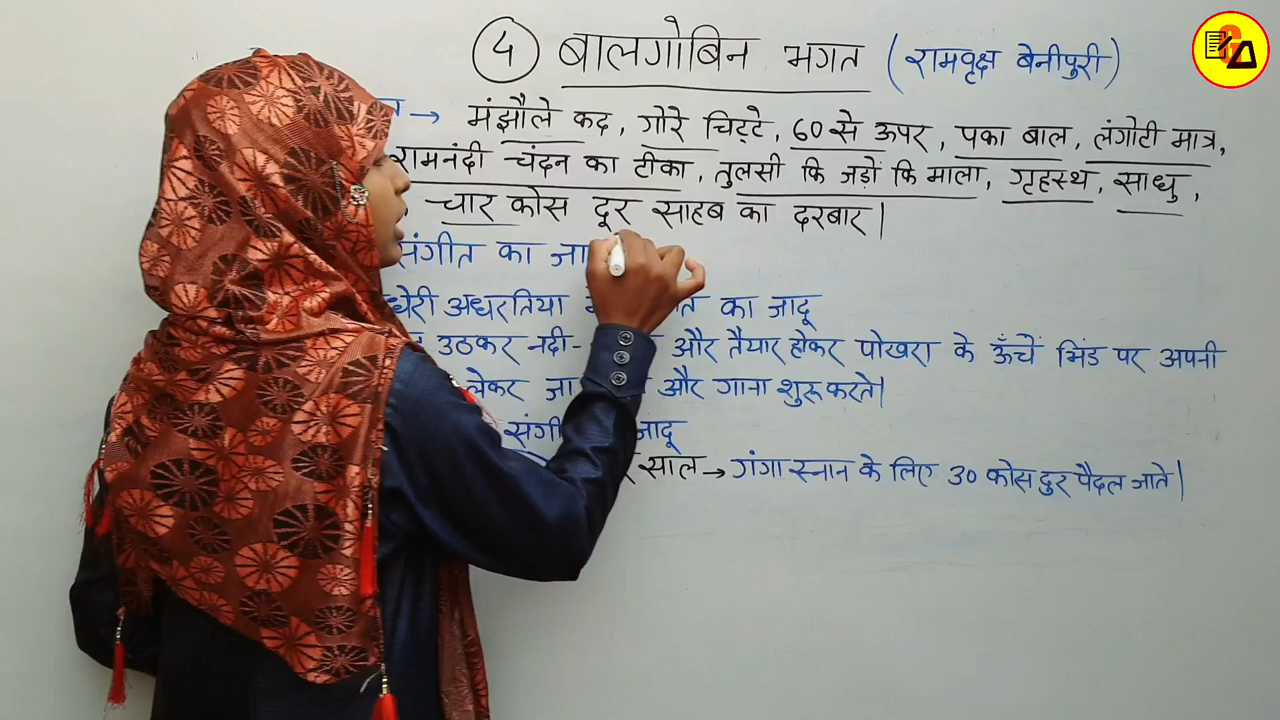 4 बालगोबिन भगत (रामवृक्ष बेनीपुरी)
→ मंझौले कद, गोरे चिट्टे, 60 से ऊपर, पका बाल, लंगोटी मात्र,
रामनंदी चंदन का टीका, तुलसी कि जड़ों कि माला, गृहस्थ, साधु,
चार कोस दूर साहब का दरबार।
संगीत का
अधरतिया का जादू
उठकर नदी- और तैयार होकर पोखरा के ऊँचें भिंड पर अपनी
लेकर और गाना शुरू करते।
जादू
साल → गंगा स्नान के लिए 30 कोस दुर पैदल जाते।